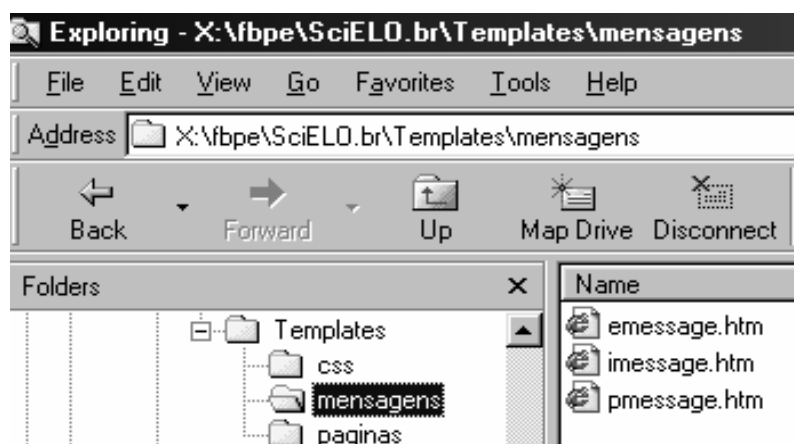 Exploring - X:\fbpe\SciELO.br\Templates\mensagens
File Edit View Go Favorites Tools Help
Address X:\fbpe\SciELO.br\Templates\mensagens
Back Forward Up Map Drive Disconnect
Folders
Templates
css
mensagens
paginas
Name
emessage.htm
imessage.htm
pmessage.htm